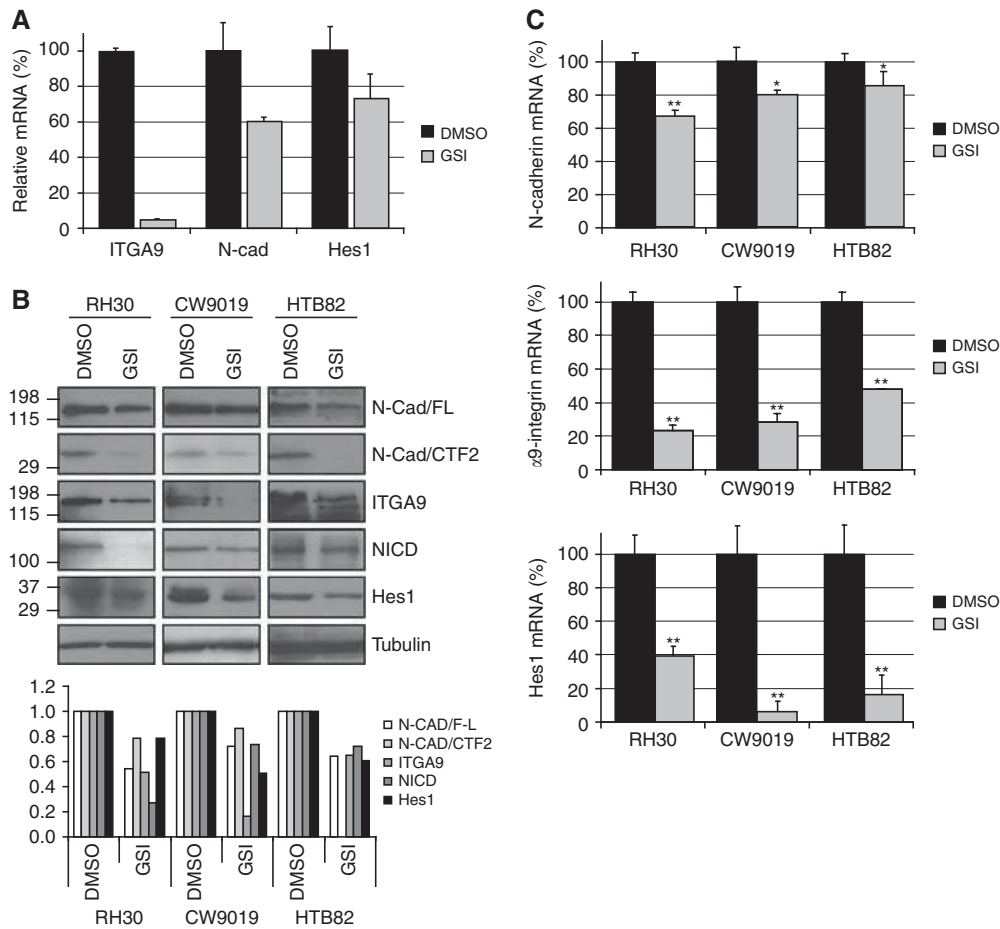 A
Relative mRNA (%)
100
80
60
40
20
0
ITGA9 N-cad Hes1
DMSO
GSI
B
RH30 CW9019 HTB82
DMSO GSI DMSO GSI DMSO GSI
198
115
N-Cad/FL
29
N-Cad/CTF2
198
115
ITGA9
100
NICD
37
29
Hes1
Tubulin
1.2
1.0
0.8
0.6
0.4
0.2
0.0
N-CAD/F-L
N-CAD/CTF2
ITGA9
NICD
Hes1
DMSO GSI DMSO GSI DMSO GSI
RH30 CW9019 HTB82
C
N-cadherin mRNA (%)
100
80
60
40
20
0
** * *
RH30 CW9019 HTB82
DMSO
GSI
α9-integrin mRNA (%)
100
80
60
40
20
0
** ** **
RH30 CW9019 HTB82
DMSO
GSI
Hes1 mRNA (%)
100
80
60
40
20
0
** ** **
RH30 CW9019 HTB82
DMSO
GSI